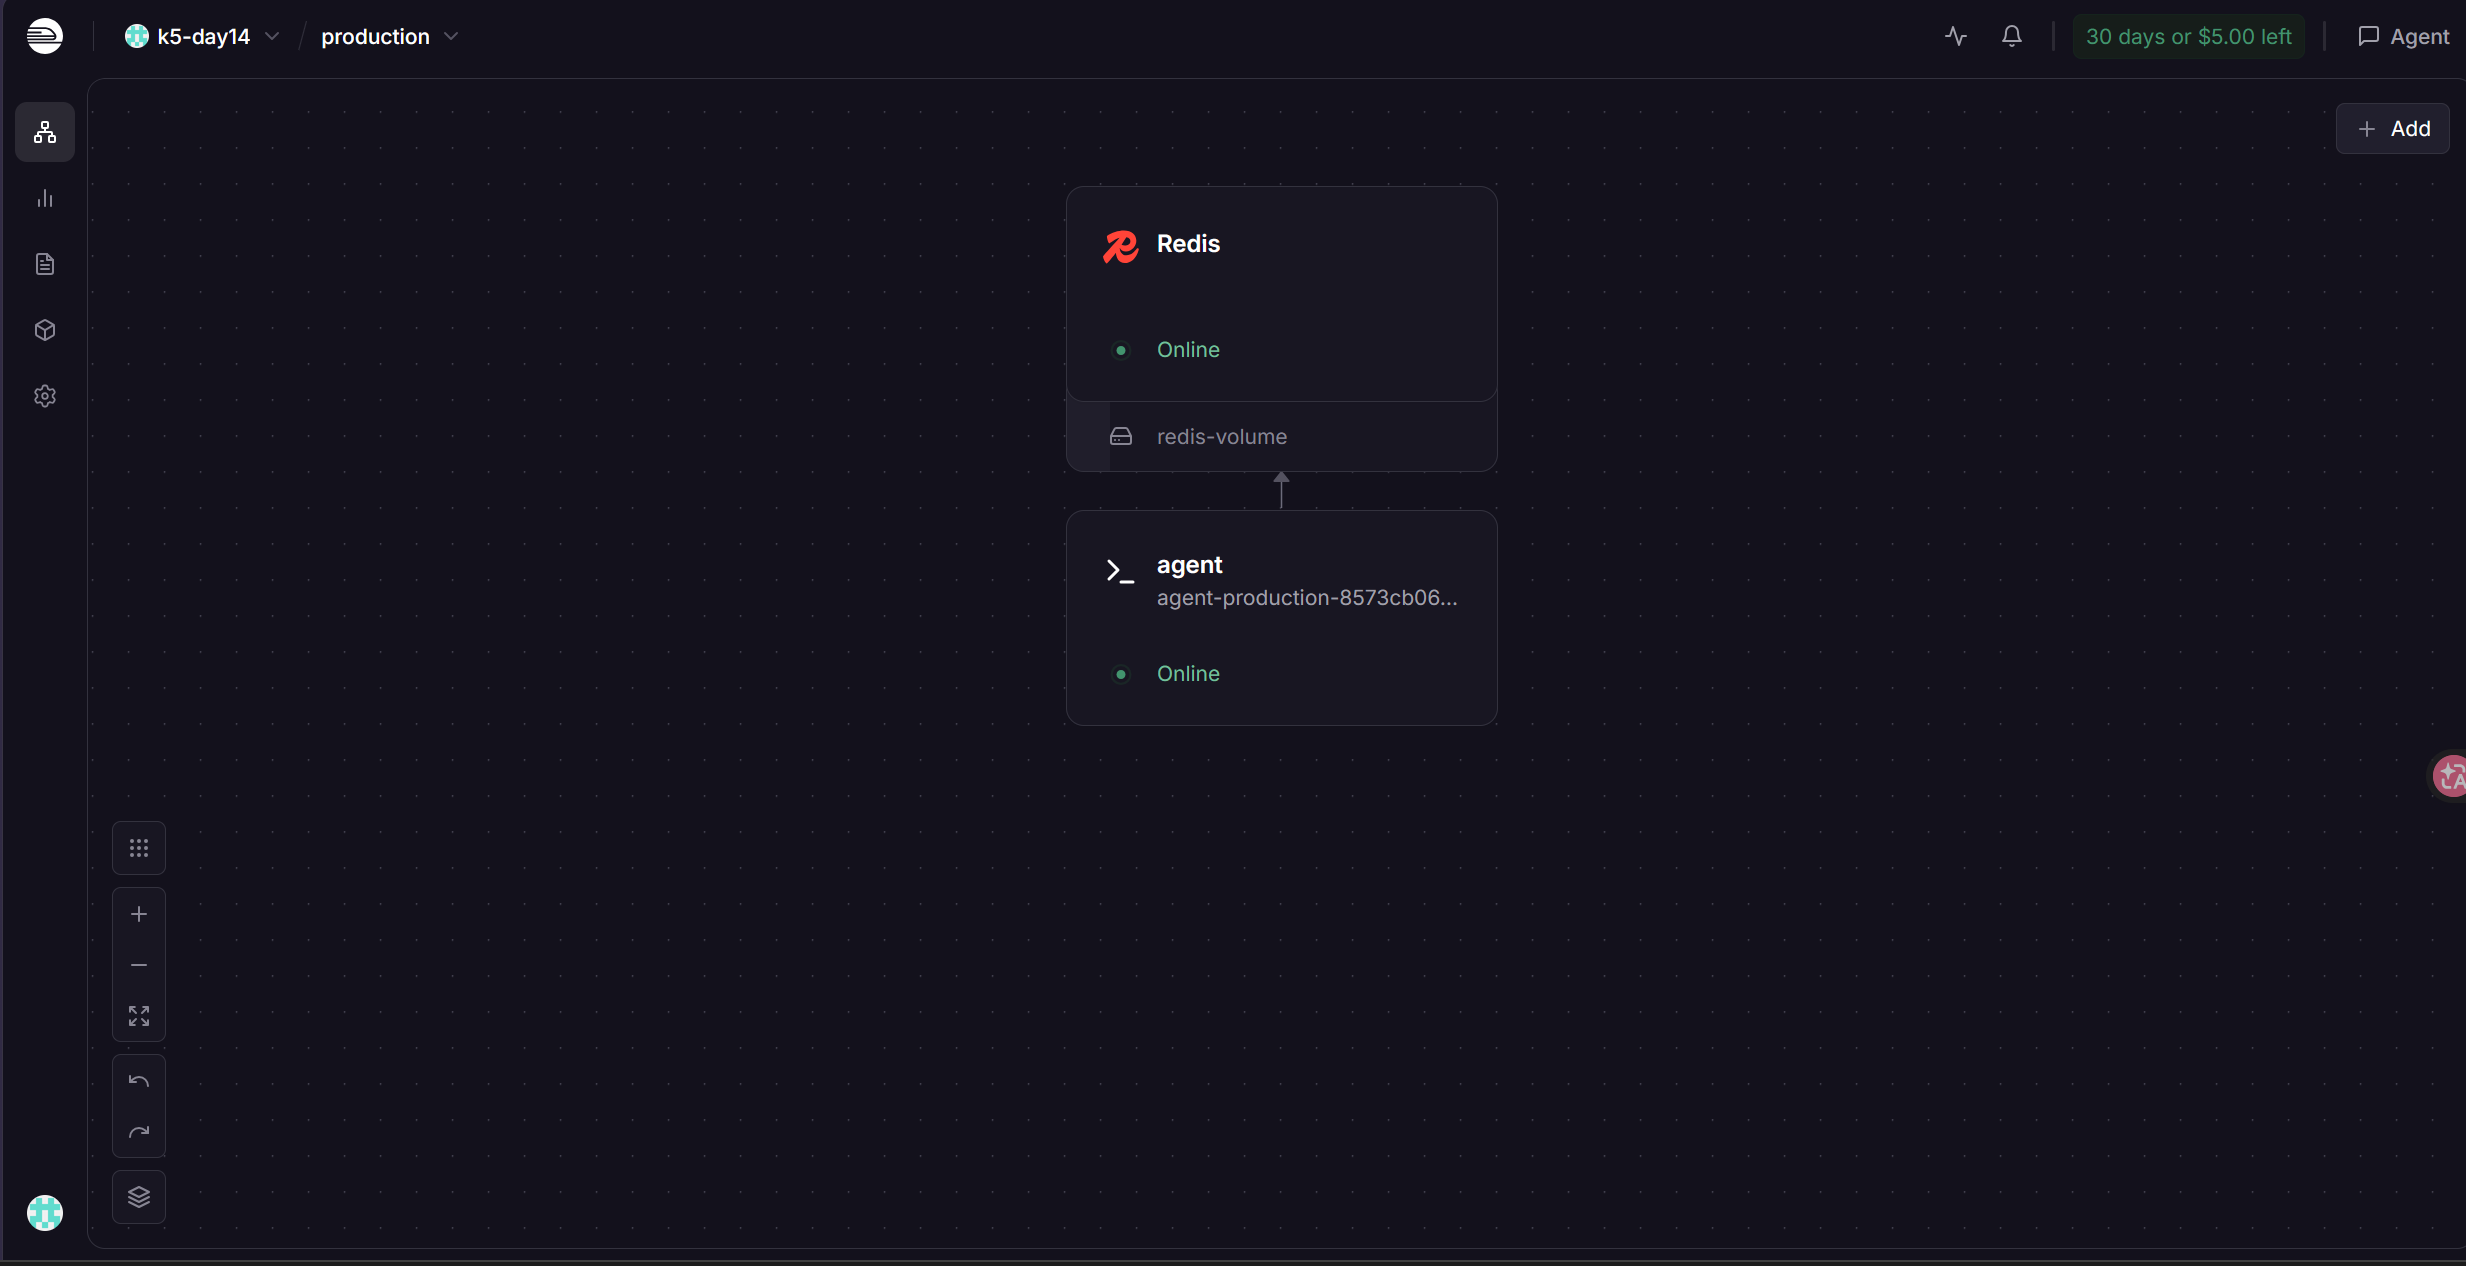 k5-day14
production
30 days or $5.00 left
Agent
Add
Redis
Online
redis-volume
agent
agent-production-8573cb06...
Online